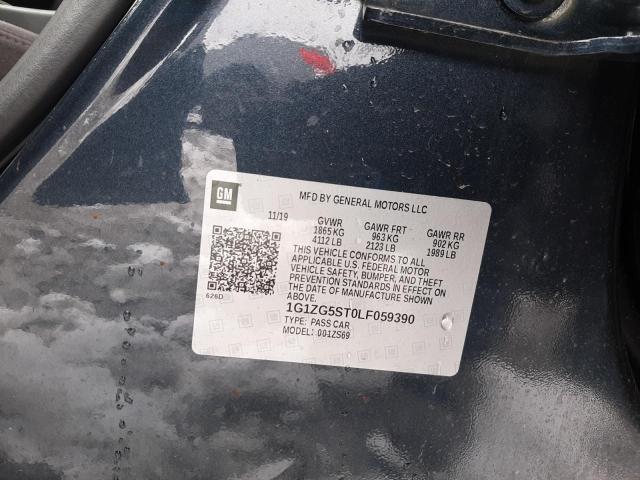 GM
MFD BY GENERAL MOTORS LLC
11/19 GVWR GAWR FRT GAWR RR
1865 KG 963 KG 902 KG
4112 LB 2123 LB 1989 LB
THIS VEHICLE CONFORMS TO ALL
APPLICABLE U.S. FEDERAL MOTOR
VEHICLE SAFETY, BUMPER, AND THEFT
PREVENTION STANDARDS IN EFFECT ON
THE DATE OF MANUFACTURE SHOWN
ABOVE.
626D
1G1ZG5ST0LF059390
TYPE: PASS CAR
MODEL: 001ZS69